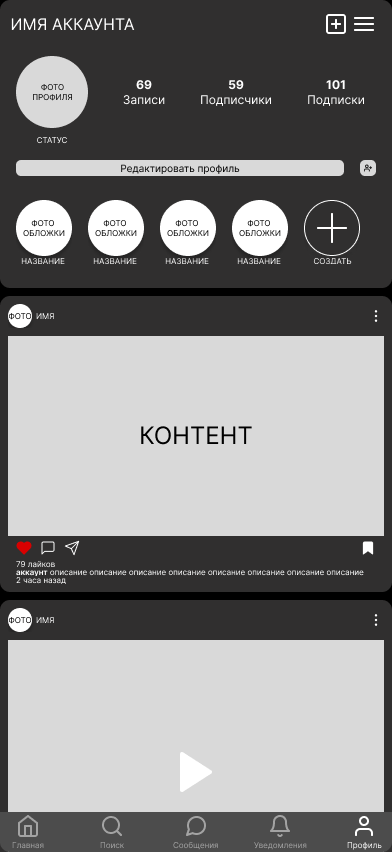 ИМЯ АККАУНТА
ФОТО
ПРОФИЛЯ
69
Записи
59
Подписчики
101
Подписки
СТАТУС
Редактировать профиль
ФОТО
ОБЛОЖКИ
ФОТО
ОБЛОЖКИ
ФОТО
ОБЛОЖКИ
ФОТО
ОБЛОЖКИ
НАЗВАНИЕ
НАЗВАНИЕ
НАЗВАНИЕ
НАЗВАНИЕ
СОЗДАТЬ
ФОТО ИМЯ
КОНТЕНТ
79 лайков
аккаунт описание описание описание описание описание описание описание описание
2 часа назад
ФОТО ИМЯ
Главная
Поиск
Сообщения
Уведомления
Профиль